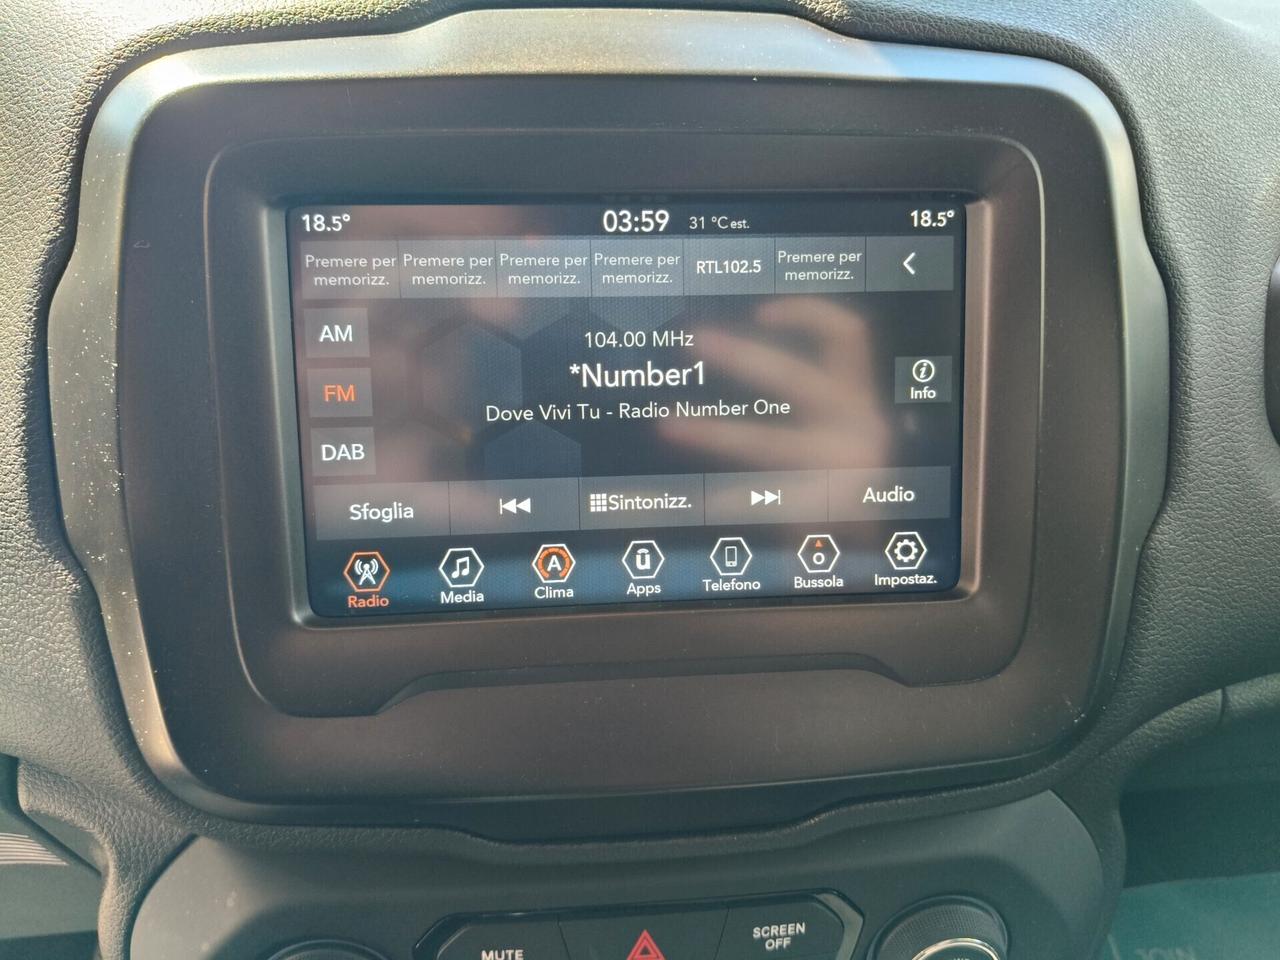 18.5°
03:59
31 °C est.
18.5°
Premere per
memorizz.
Premere per
memorizz.
Premere per
memorizz.
Premere per
memorizz.
RTL102.5
Premere per
memorizz.
AM
FM
DAB
104.00 MHz
*Number1
Dove Vivi Tu - Radio Number One
Info
Sfoglia
Sintonizz.
Audio
Radio
Media
A
Clima
ū
Apps
Telefono
O
Bussola
Impostaz.
MUTE
SCREEN
OFF